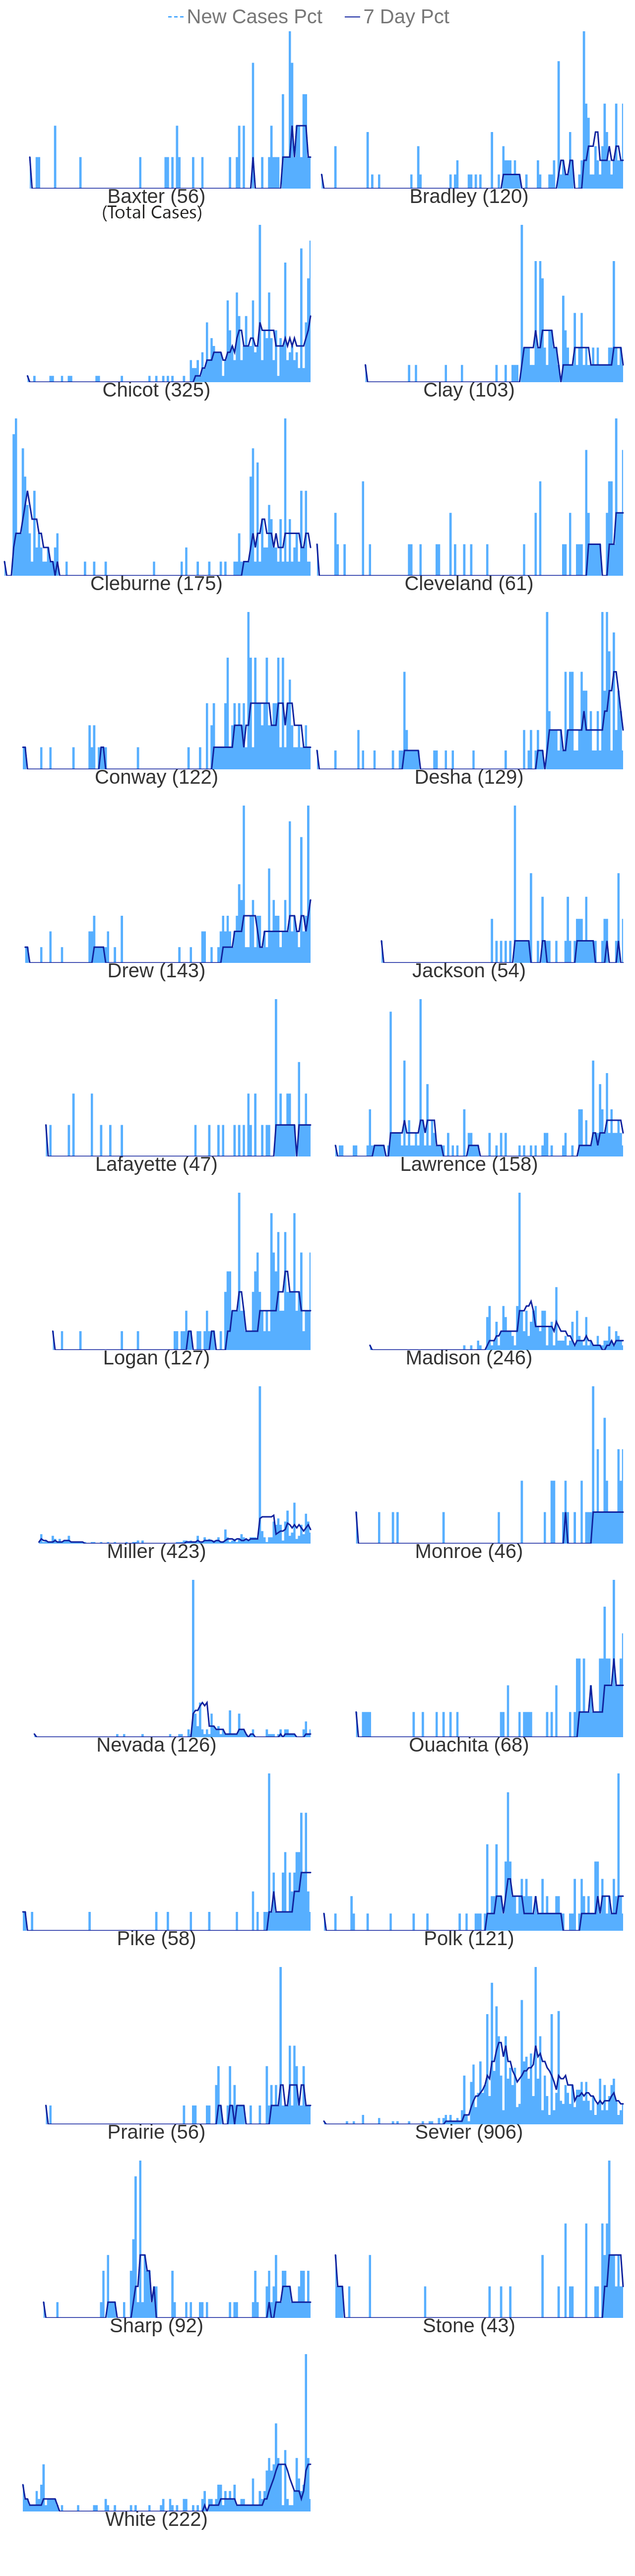 New Cases Pct 7 Day Pct
Baxter (56) Bradley (120)
(Total Cases)
Chicot (325) Clay (103)
Cleburne (175) Cleveland (61)
Conway (122) Desha (129)
Drew (143) Jackson (54)
Lafayette (47) Lawrence (158)
Logan (127) Madison (246)
Miller (423) Monroe (46)
Nevada (126) Ouachita (68)
Pike (58) Polk (121)
Prairie (56) Sevier (906)
Sharp (92) Stone (43)
White (222)